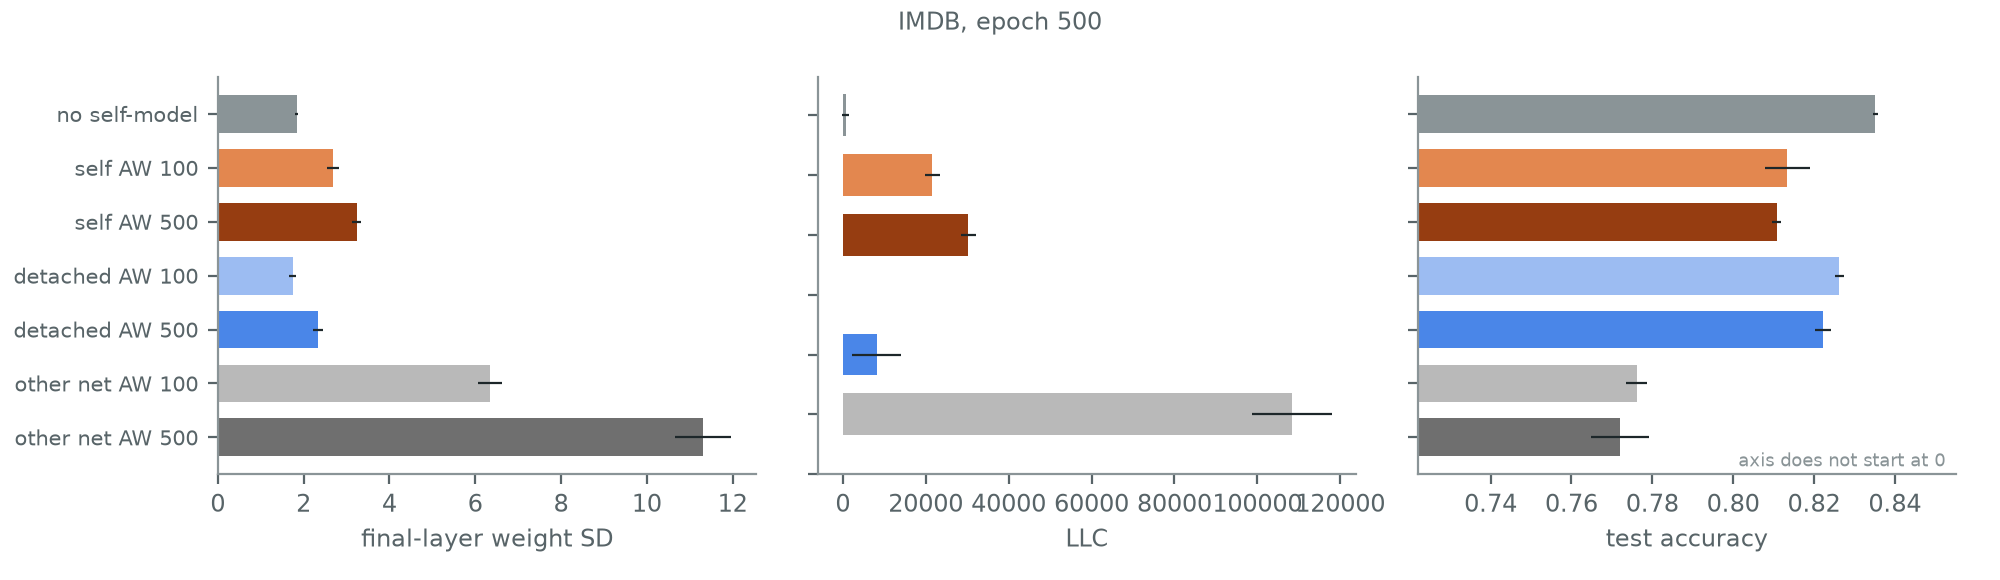 IMDB, epoch 500
no self-model
self AW 100
self AW 500
detached AW 100
detached AW 500
other net AW 100
other net AW 500
0 2 4 6 8 10 12
final-layer weight SD
0 20000 40000 60000 80000 100000 120000
LLC
axis does not start at 0
0.74 0.76 0.78 0.80 0.82 0.84
test accuracy